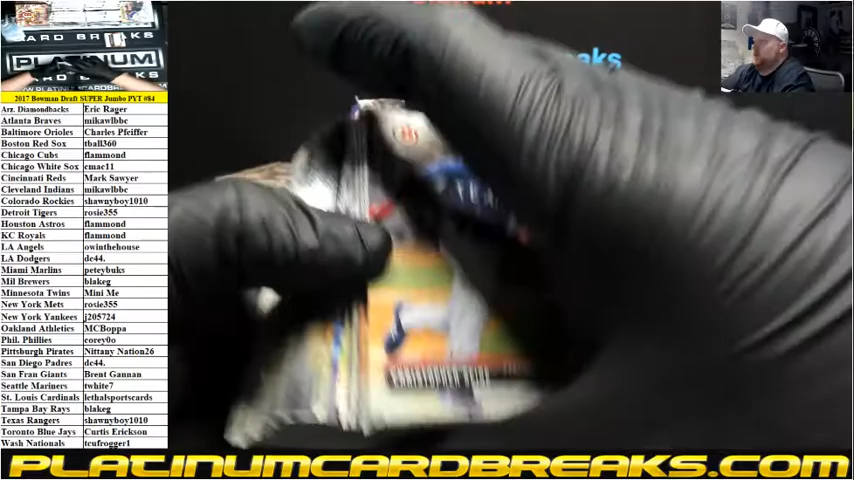 CARD BREAKS
PLATINUM
2017 Bowman Draft SUPER Jumbo PYT #84
Arz. Diamondbacks Eric Rager
Atlanta Braves mikawlbbc
Baltimore Orioles Charles Pfeiffer
Boston Red Sox tball360
Chicago Cubs flammond
Chicago White Sox cmac11
Cincinnati Reds Mark Sawyer
Cleveland Indians mikawlbbc
Colorado Rockies shawnyboy1010
Detroit Tigers rosie355
Houston Astros flammond
KC Royals flammond
LA Angels owinthehouse
LA Dodgers dc44.
Miami Marlins peteybuks
Mil Brewers blakeg
Minnesota Twins Mini Me
New York Mets rosie355
New York Yankees j205724
Oakland Athletics MCBoppa
Phil. Phillies corey0o
Pittsburgh Pirates Nittany Nation26
San Diego Padres dc44.
San Fran Giants Brent Gannan
Seattle Mariners twhite7
St. Louis Cardinals lethalsportscards
Tampa Bay Rays blakeg
Texas Rangers shawnyboy1010
Toronto Blue Jays Curtis Erickson
Wash Nationals tcufrogger1
PLATINUMCARDBREAKS.COM